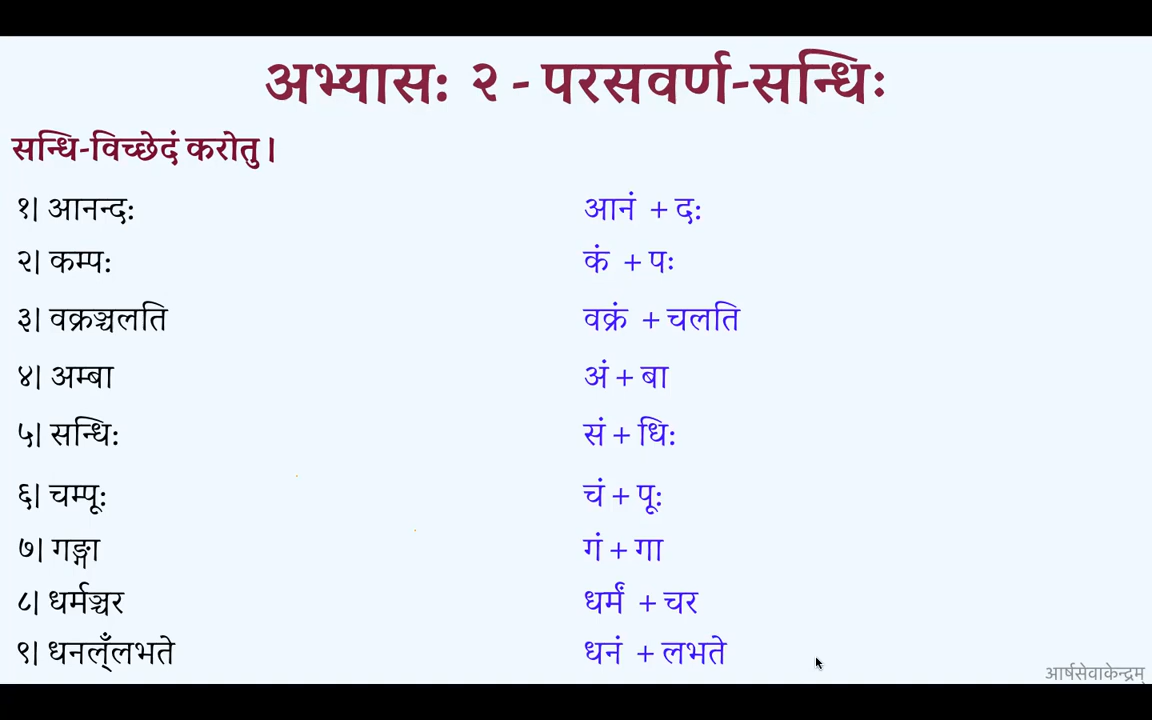 अभ्यासः २ - परसवर्ण-सन्धिः
सन्धि-विच्छेदं करोतु।
१| आनन्दः आनं + दः
२| कम्पः कं + पः
३| वक्रञ्चलति वक्रं + चलति
४| अम्बा अं + बा
५| सन्धिः सं + धिः
६| चम्पूः चं + पूः
७| गङ्गा गं + गा
८| धर्मञ्चर धर्मं + चर
९| धनल्ँलभते धनं + लभते
आर्षसेवाकेन्द्रम्